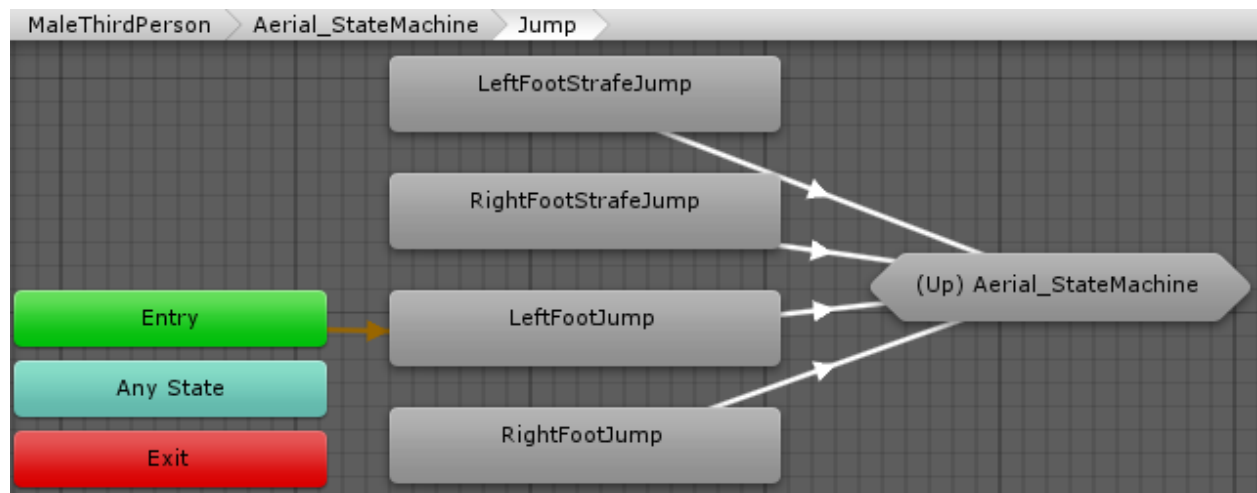 MaleThirdPerson Aerial_StateMachine Jump
LeftFootStrafeJump
RightFootStrafeJump
(Up) Aerial_StateMachine
Entry
LeftFootJump
Any State
RightFootJump
Exit